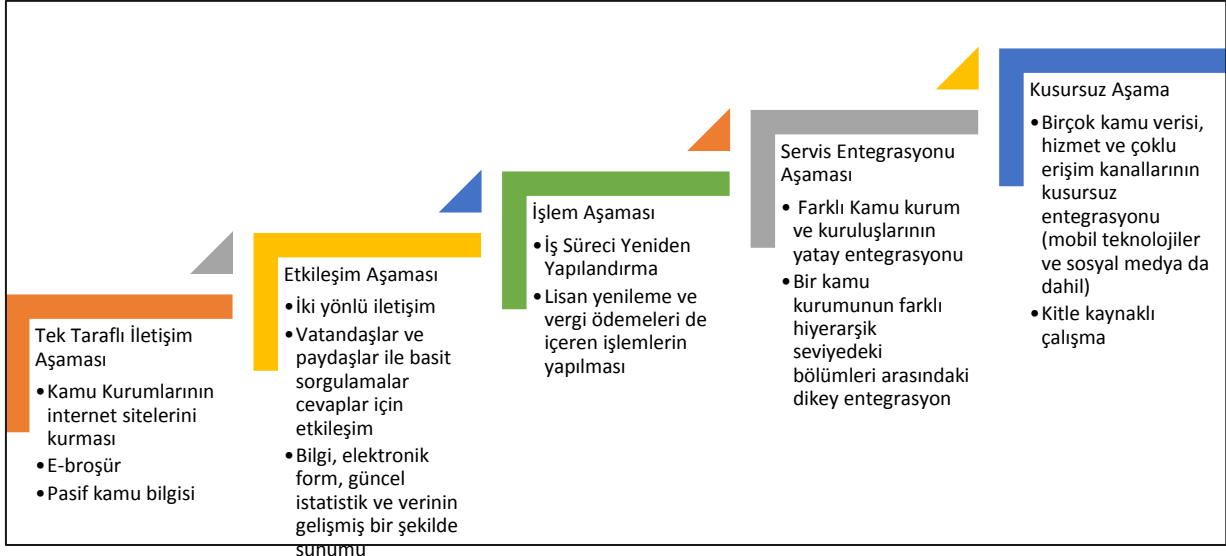 Tek Taraflı İletişim
Aşaması
•Kamu Kurumlarının
internet sitelerini
kurması
•E-broşür
•Pasif kamu bilgisi
Etkileşim Aşaması
•İki yönlü iletişim
•Vatandaşlar ve
paydaşlar ile basit
sorgulamalar
cevaplar için
etkileşim
•Bilgi, elektronik
form, güncel
istatistik ve verinin
gelişmiş bir şekilde
sunumu
İşlem Aşaması
•İş Süreci Yeniden
Yapılandırma
•Lisan yenileme ve
vergi ödemeleri de
içeren işlemlerin
yapılması
Servis Entegrasyonu
Aşaması
• Farklı Kamu kurum
ve kuruluşlarının
yatay entegrasyonu
•Bir kamu
kurumunun farklı
hiyerarşik
seviyedeki
bölümleri arasındaki
dikey entegrasyon
Kusursuz Aşama
•Birçok kamu verisi,
hizmet ve çoklu
erişim kanallarının
kusursuz
entegrasyonu
(mobil teknolojiler
ve sosyal medya da
dahil)
•Kitle kaynaklı
çalışma